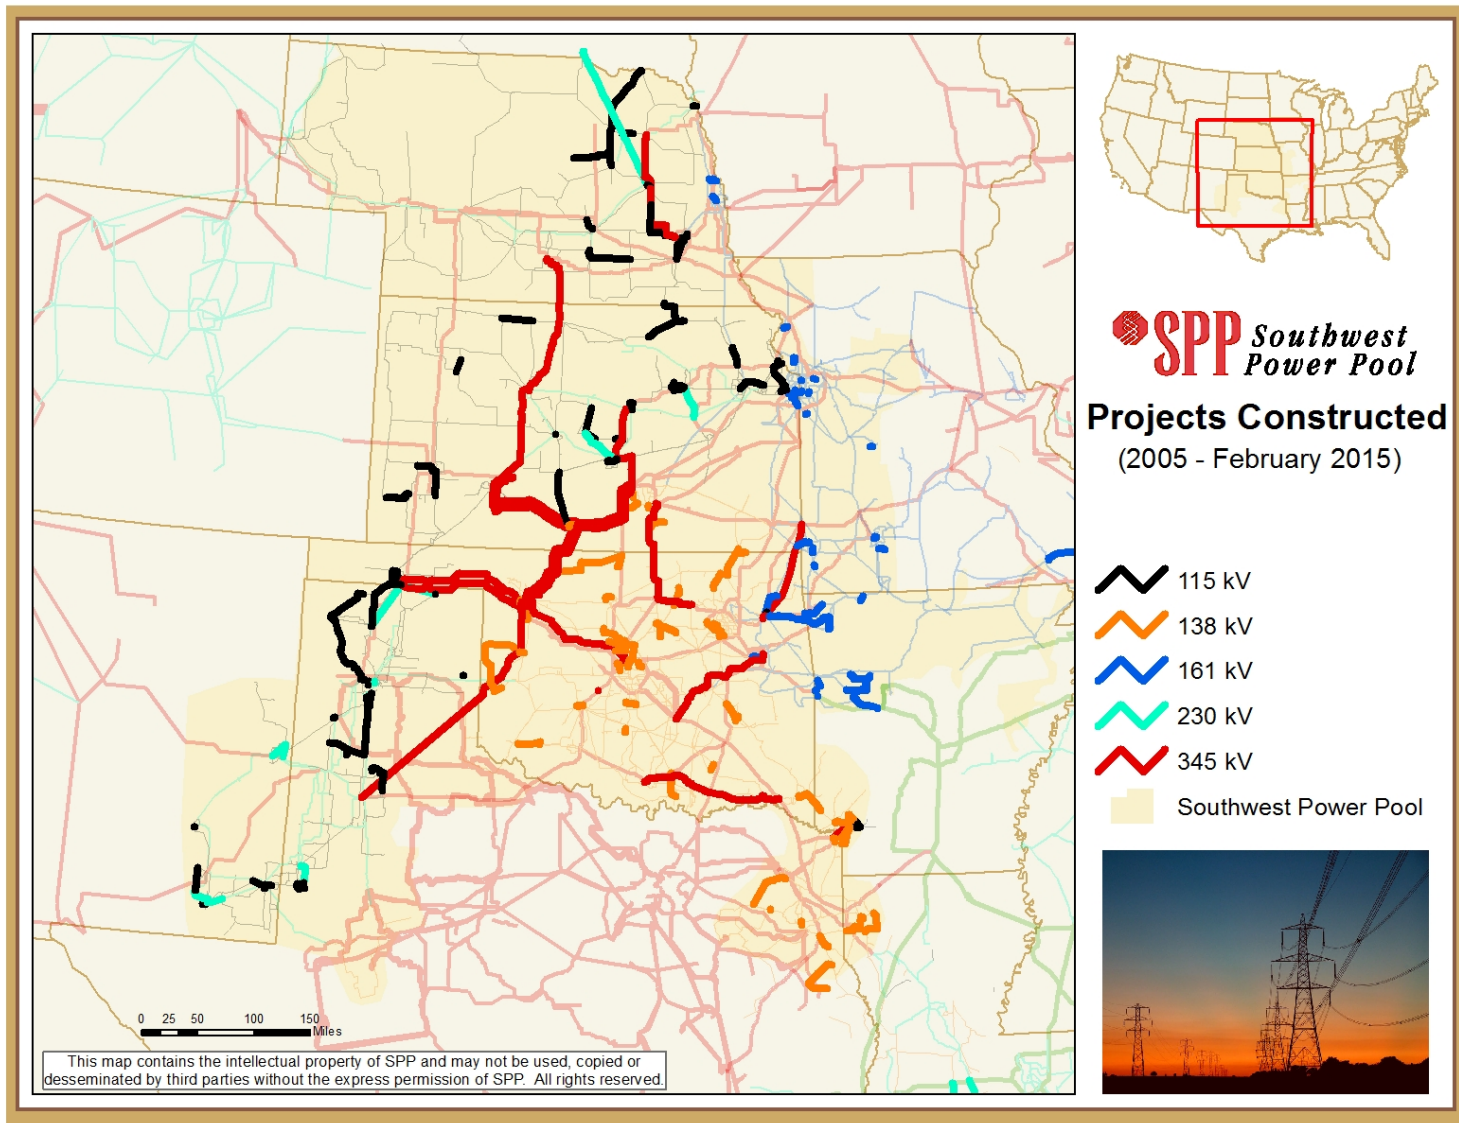 SPP Southwest
Power Pool
Projects Constructed
(2005 - February 2015)
115 kV
138 kV
161 kV
230 kV
345 kV
Southwest Power Pool
0 25 50 100 150
Miles
This map contains the intellectual property of SPP and may not be used, copied or
desseminated by third parties without the express permission of SPP. All rights reserved.